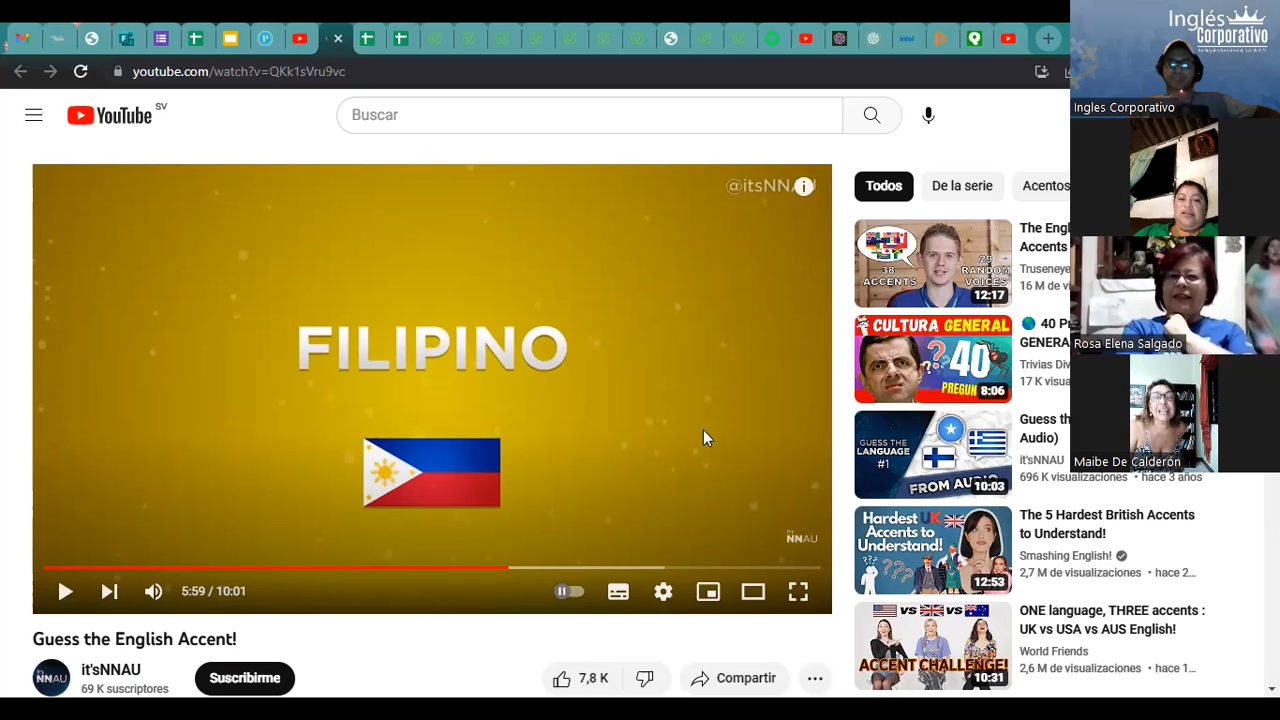 youtube.com/watch?v=QKk1sVru9vc
YouTube SV
Buscar
@itsNNAU
FILIPINO
it's NNAU
5:59 / 10:01
Guess the English Accent!
it'sNNAU
69 K suscriptores
Suscribirme
7,8 K
Compartir
Todos
De la serie
Acentos
38 ACCENTS
29 RANDOM VOICES
12:17
The Engl
Accents
Truseneye
16 M de vi
CULTURA GENERAL
40
PREGUN
8:06
40 P
GENERA
Trivias Div
17 K visua
GUESS THE LANGUAGE #1
FROM AUDIO
10:03
Guess th
Audio)
it'sNNAU
696 K visualizaciones • hace 3 años
Hardest UK Accents to Understand!
12:53
The 5 Hardest British Accents
to Understand!
Smashing English!
2,7 M de visualizaciones • hace 2...
VS VS
ACCENT CHALLENGE!
10:31
ONE language, THREE accents :
UK vs USA vs AUS English!
World Friends
2,6 M de visualizaciones • hace 1...
Inglés
Corporativo
Ingles Corporativo
Rosa Elena Salgado
Maibe De Calderón